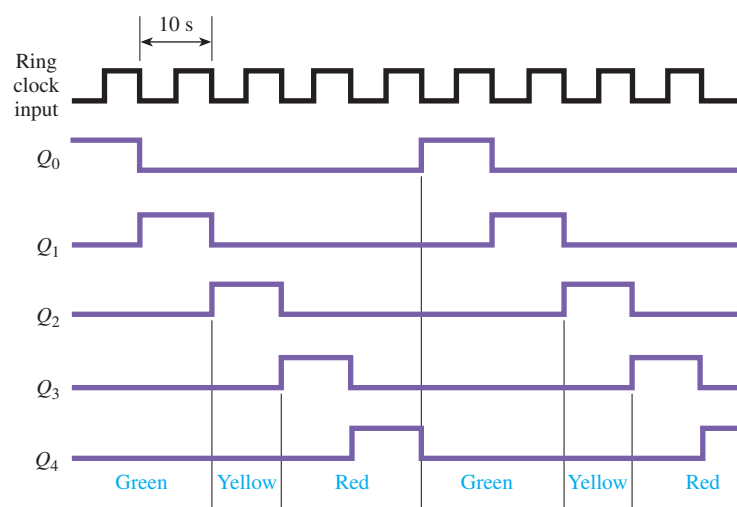 10 s
Ring
clock
input
Q0
Q1
Q2
Q3
Q4
Green Yellow Red Green Yellow Red